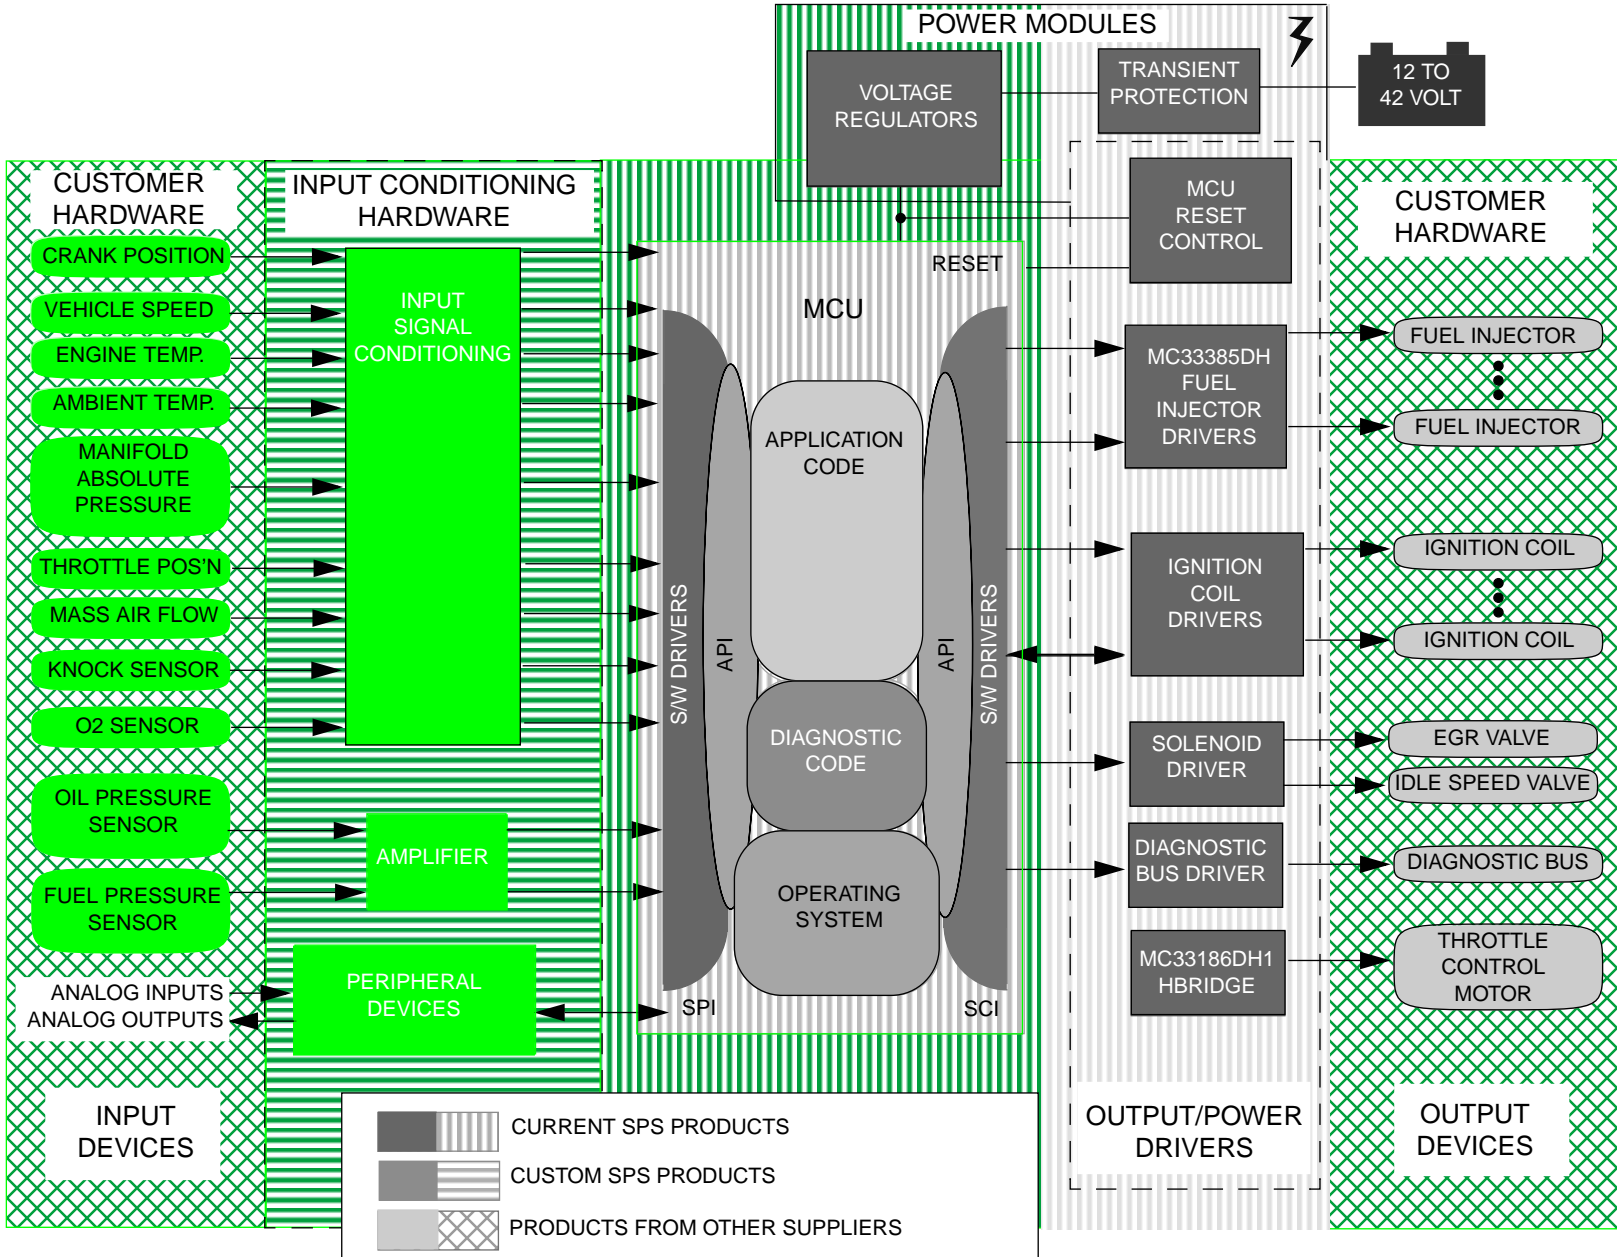 POWER MODULES
VOLTAGE
REGULATORS
TRANSIENT
PROTECTION
12 TO
42 VOLT
CUSTOMER
HARDWARE
CRANK POSITION
VEHICLE SPEED
ENGINE TEMP.
AMBIENT TEMP.
MANIFOLD
ABSOLUTE
PRESSURE
THROTTLE POS'N
MASS AIR FLOW
KNOCK SENSOR
O2 SENSOR
OIL PRESSURE
SENSOR
FUEL PRESSURE
SENSOR
ANALOG INPUTS
ANALOG OUTPUTS
INPUT
DEVICES
INPUT CONDITIONING
HARDWARE
INPUT
SIGNAL
CONDITIONING
AMPLIFIER
PERIPHERAL
DEVICES
RESET
MCU
S/W DRIVERS
API
APPLICATION
CODE
DIAGNOSTIC
CODE
OPERATING
SYSTEM
API
S/W DRIVERS
SPI
SCI
MCU
RESET
CONTROL
MC33385DH
FUEL
INJECTOR
DRIVERS
IGNITION
COIL
DRIVERS
SOLENOID
DRIVER
DIAGNOSTIC
BUS DRIVER
MC33186DH1
HBRIDGE
OUTPUT/POWER
DRIVERS
CUSTOMER
HARDWARE
FUEL INJECTOR
FUEL INJECTOR
IGNITION COIL
IGNITION COIL
EGR VALVE
IDLE SPEED VALVE
DIAGNOSTIC BUS
THROTTLE
CONTROL
MOTOR
OUTPUT
DEVICES
CURRENT SPS PRODUCTS
CUSTOM SPS PRODUCTS
PRODUCTS FROM OTHER SUPPLIERS